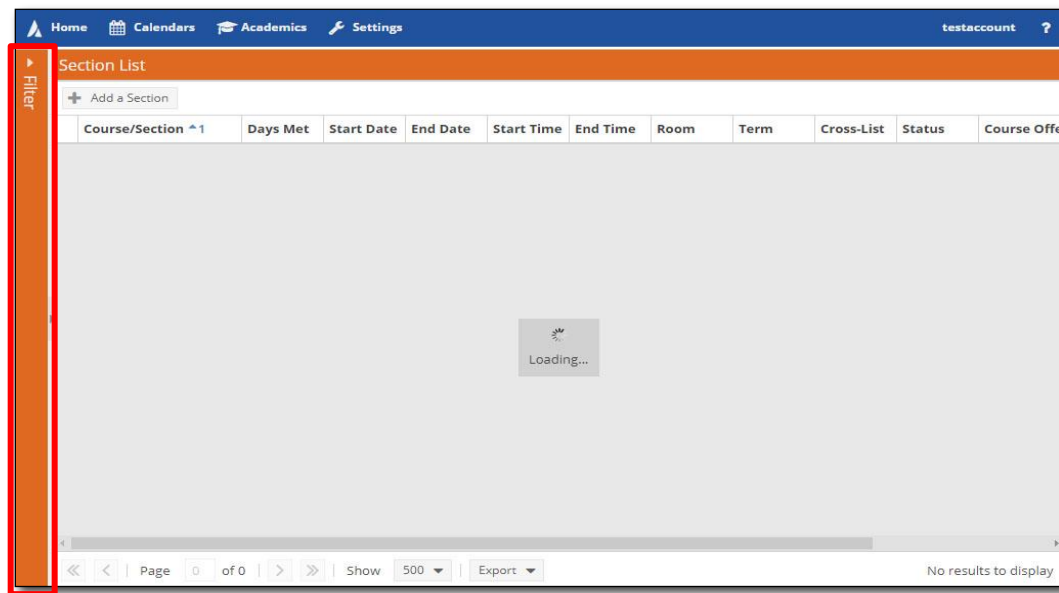 Home Calendars Academics Settings testaccount ?
Filter
Section List
Add a Section
Course/Section 1 Days Met Start Date End Date Start Time End Time Room Term Cross-List Status Course Offe
Loading...
Page 0 of 0 Show 500 Export No results to display